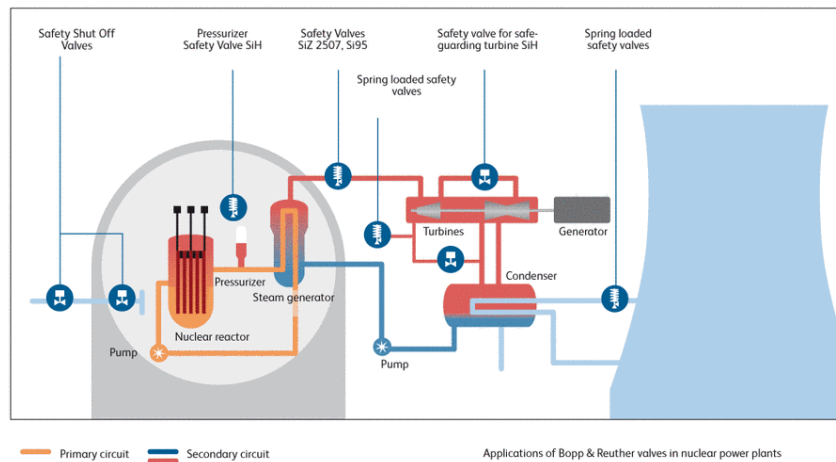 Safety Shut Off
Valves
Pressurizer
Safety Valve SiH
Safety Valves
SiZ 2507, Si95
Safety valve for safe-
guarding turbine SiH
Spring loaded
safety valves
Spring loaded safety
valves
Turbines
Generator
Condenser
Pressurizer
Steam generator
Nuclear reactor
Pump
Pump
Primary circuit
Secondary circuit
Applications of Bopp & Reuther valves in nuclear power plants